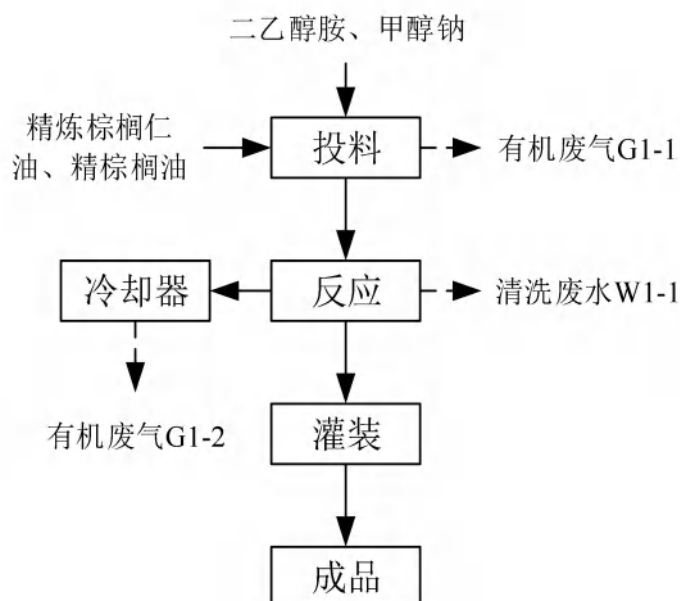 二乙醇胺、甲醇钠
精炼棕榈仁
油、精棕榈油
投料
有机废气G1-1
冷却器
反应
清洗废水W1-1
有机废气G1-2
灌装
成品